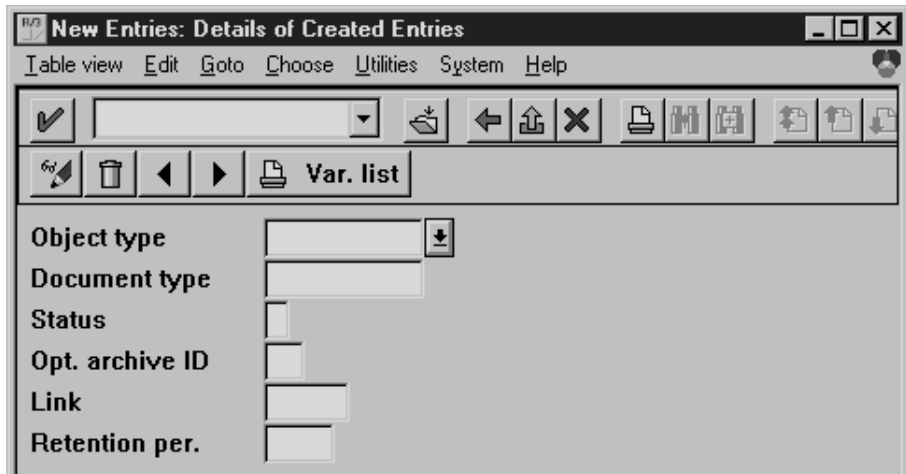 R/3 New Entries: Details of Created Entries
Table view Edit Goto Choose Utilities System Help
Var. list
Object type
Document type
Status
Opt. archive ID
Link
Retention per.